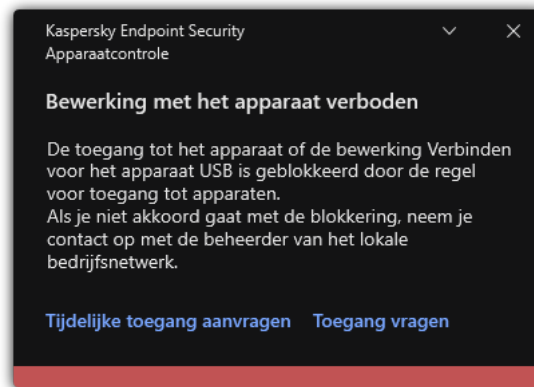 Kaspersky Endpoint Security
Apparaatcontrole
Bewerking met het apparaat verboden
De toegang tot het apparaat of de bewerking Verbinden
voor het apparaat USB is geblokkeerd door de regel
voor toegang tot apparaten.
Als je niet akkoord gaat met de blokkering, neem je
contact op met de beheerder van het lokale
bedrijfsnetwerk.
Tijdelijke toegang aanvragen Toegang vragen